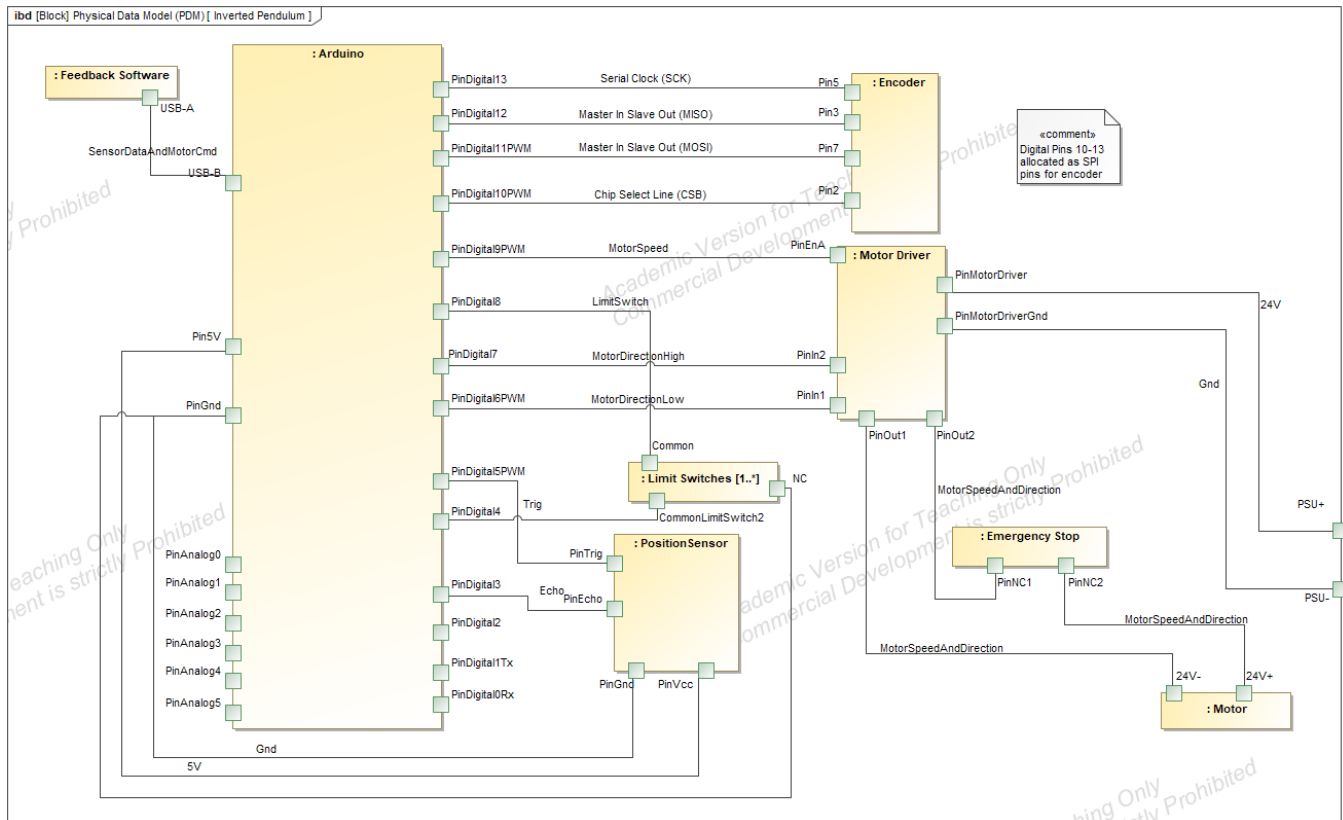 ibd [Block] Physical Data Model (PDM) [ Inverted Pendulum ]
: Feedback Software
USB-A
SensorDataAndMotorCmd
USB-B
: Arduino
Pin5V
PinGnd
PinAnalog0
PinAnalog1
PinAnalog2
PinAnalog3
PinAnalog4
PinAnalog5
PinDigital13
PinDigital12
PinDigital11PWM
PinDigital10PWM
PinDigital9PWM
PinDigital8
PinDigital7
PinDigital6PWM
PinDigital5PWM
PinDigital4
PinDigital3
PinDigital2
PinDigital1Tx
PinDigital0Rx
Serial Clock (SCK)
Master In Slave Out (MISO)
Master In Slave Out (MOSI)
Chip Select Line (CSB)
MotorSpeed
LimitSwitch
MotorDirectionHigh
MotorDirectionLow
Trig
Echo
Gnd
5V
: Encoder
Pin5
Pin3
Pin7
Pin2
«comment»
Digital Pins 10-13
allocated as SPI
pins for encoder
: Motor Driver
PinEnA
PinIn2
PinIn1
PinMotorDriver
PinMotorDriverGnd
PinOut1
PinOut2
24V
Gnd
PSU+
PSU-
Common
: Limit Switches [1..*]
NC
CommonLimitSwitch2
: PositionSensor
PinTrig
PinEcho
PinGnd
PinVcc
MotorSpeedAndDirection
: Emergency Stop
PinNC1
PinNC2
MotorSpeedAndDirection
MotorSpeedAndDirection
24V-
24V+
: Motor
Academic Version for Teaching Only
Commercial Development is strictly Prohibited